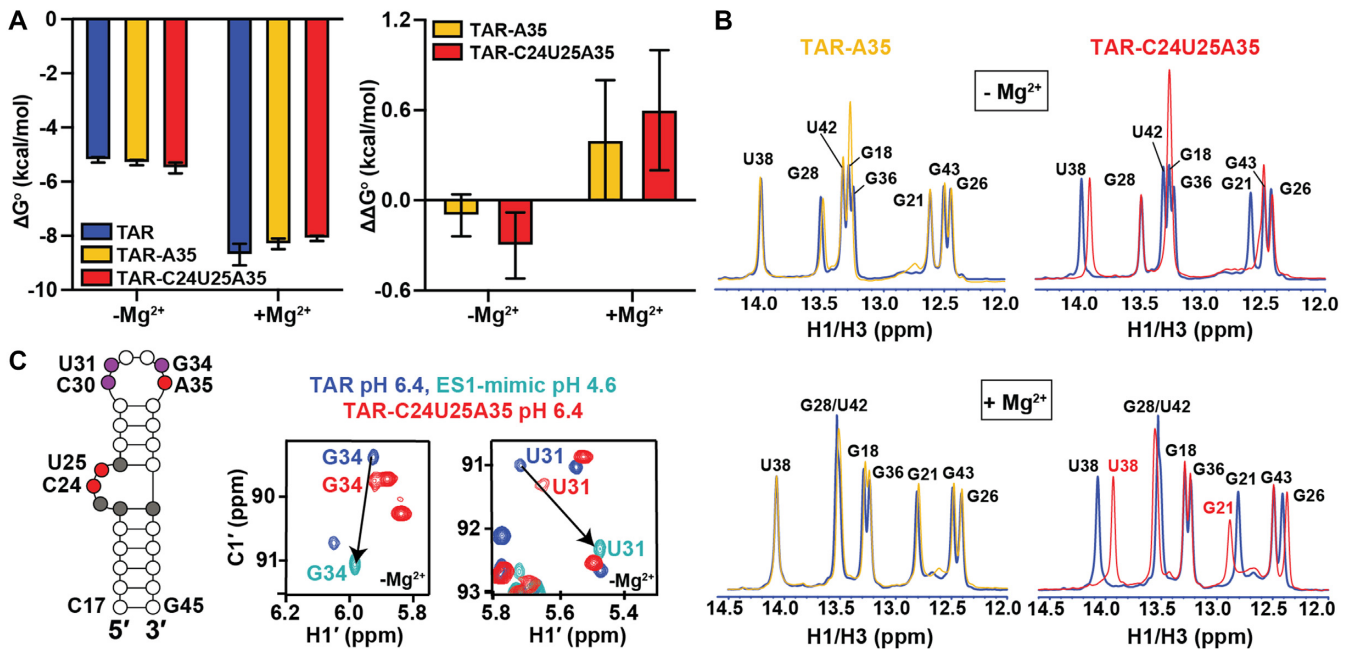 A
0
-2
-4
-6
-8
-10
ΔG° (kcal/mol)
TAR
TAR-A35
TAR-C24U25A35
-Mg²⁺
+Mg²⁺
1.2
0.6
0.0
-0.6
ΔΔG° (kcal/mol)
TAR-A35
TAR-C24U25A35
-Mg²⁺
+Mg²⁺
B
TAR-A35
TAR-C24U25A35
- Mg²⁺
U38
G28
U42
G18
G36
G21
G43
G26
14.0
13.5
13.0
12.5
12.0
H1/H3 (ppm)
U38
G28
U42
G18
G36
G21
G43
G26
14.0
13.5
13.0
12.5
12.0
H1/H3 (ppm)
+ Mg²⁺
U38
G28/U42
G18
G36
G21
G43
G26
14.5
14.0
13.5
13.0
12.5
12.0
H1/H3 (ppm)
U38
U38
G28/U42
G18
G36
G21
G21
G43
G26
14.5
14.0
13.5
13.0
12.5
12.0
H1/H3 (ppm)
C
U31
C30
G34
A35
U25
C24
C17
G45
5′
3′
TAR pH 6.4, ES1-mimic pH 4.6
TAR-C24U25A35 pH 6.4
G34
G34
G34
-Mg²⁺
90
91
C1′ (ppm)
6.2
6.0
5.8
H1′ (ppm)
U31
U31
U31
-Mg²⁺
91
92
93
5.8
5.6
5.4
H1′ (ppm)